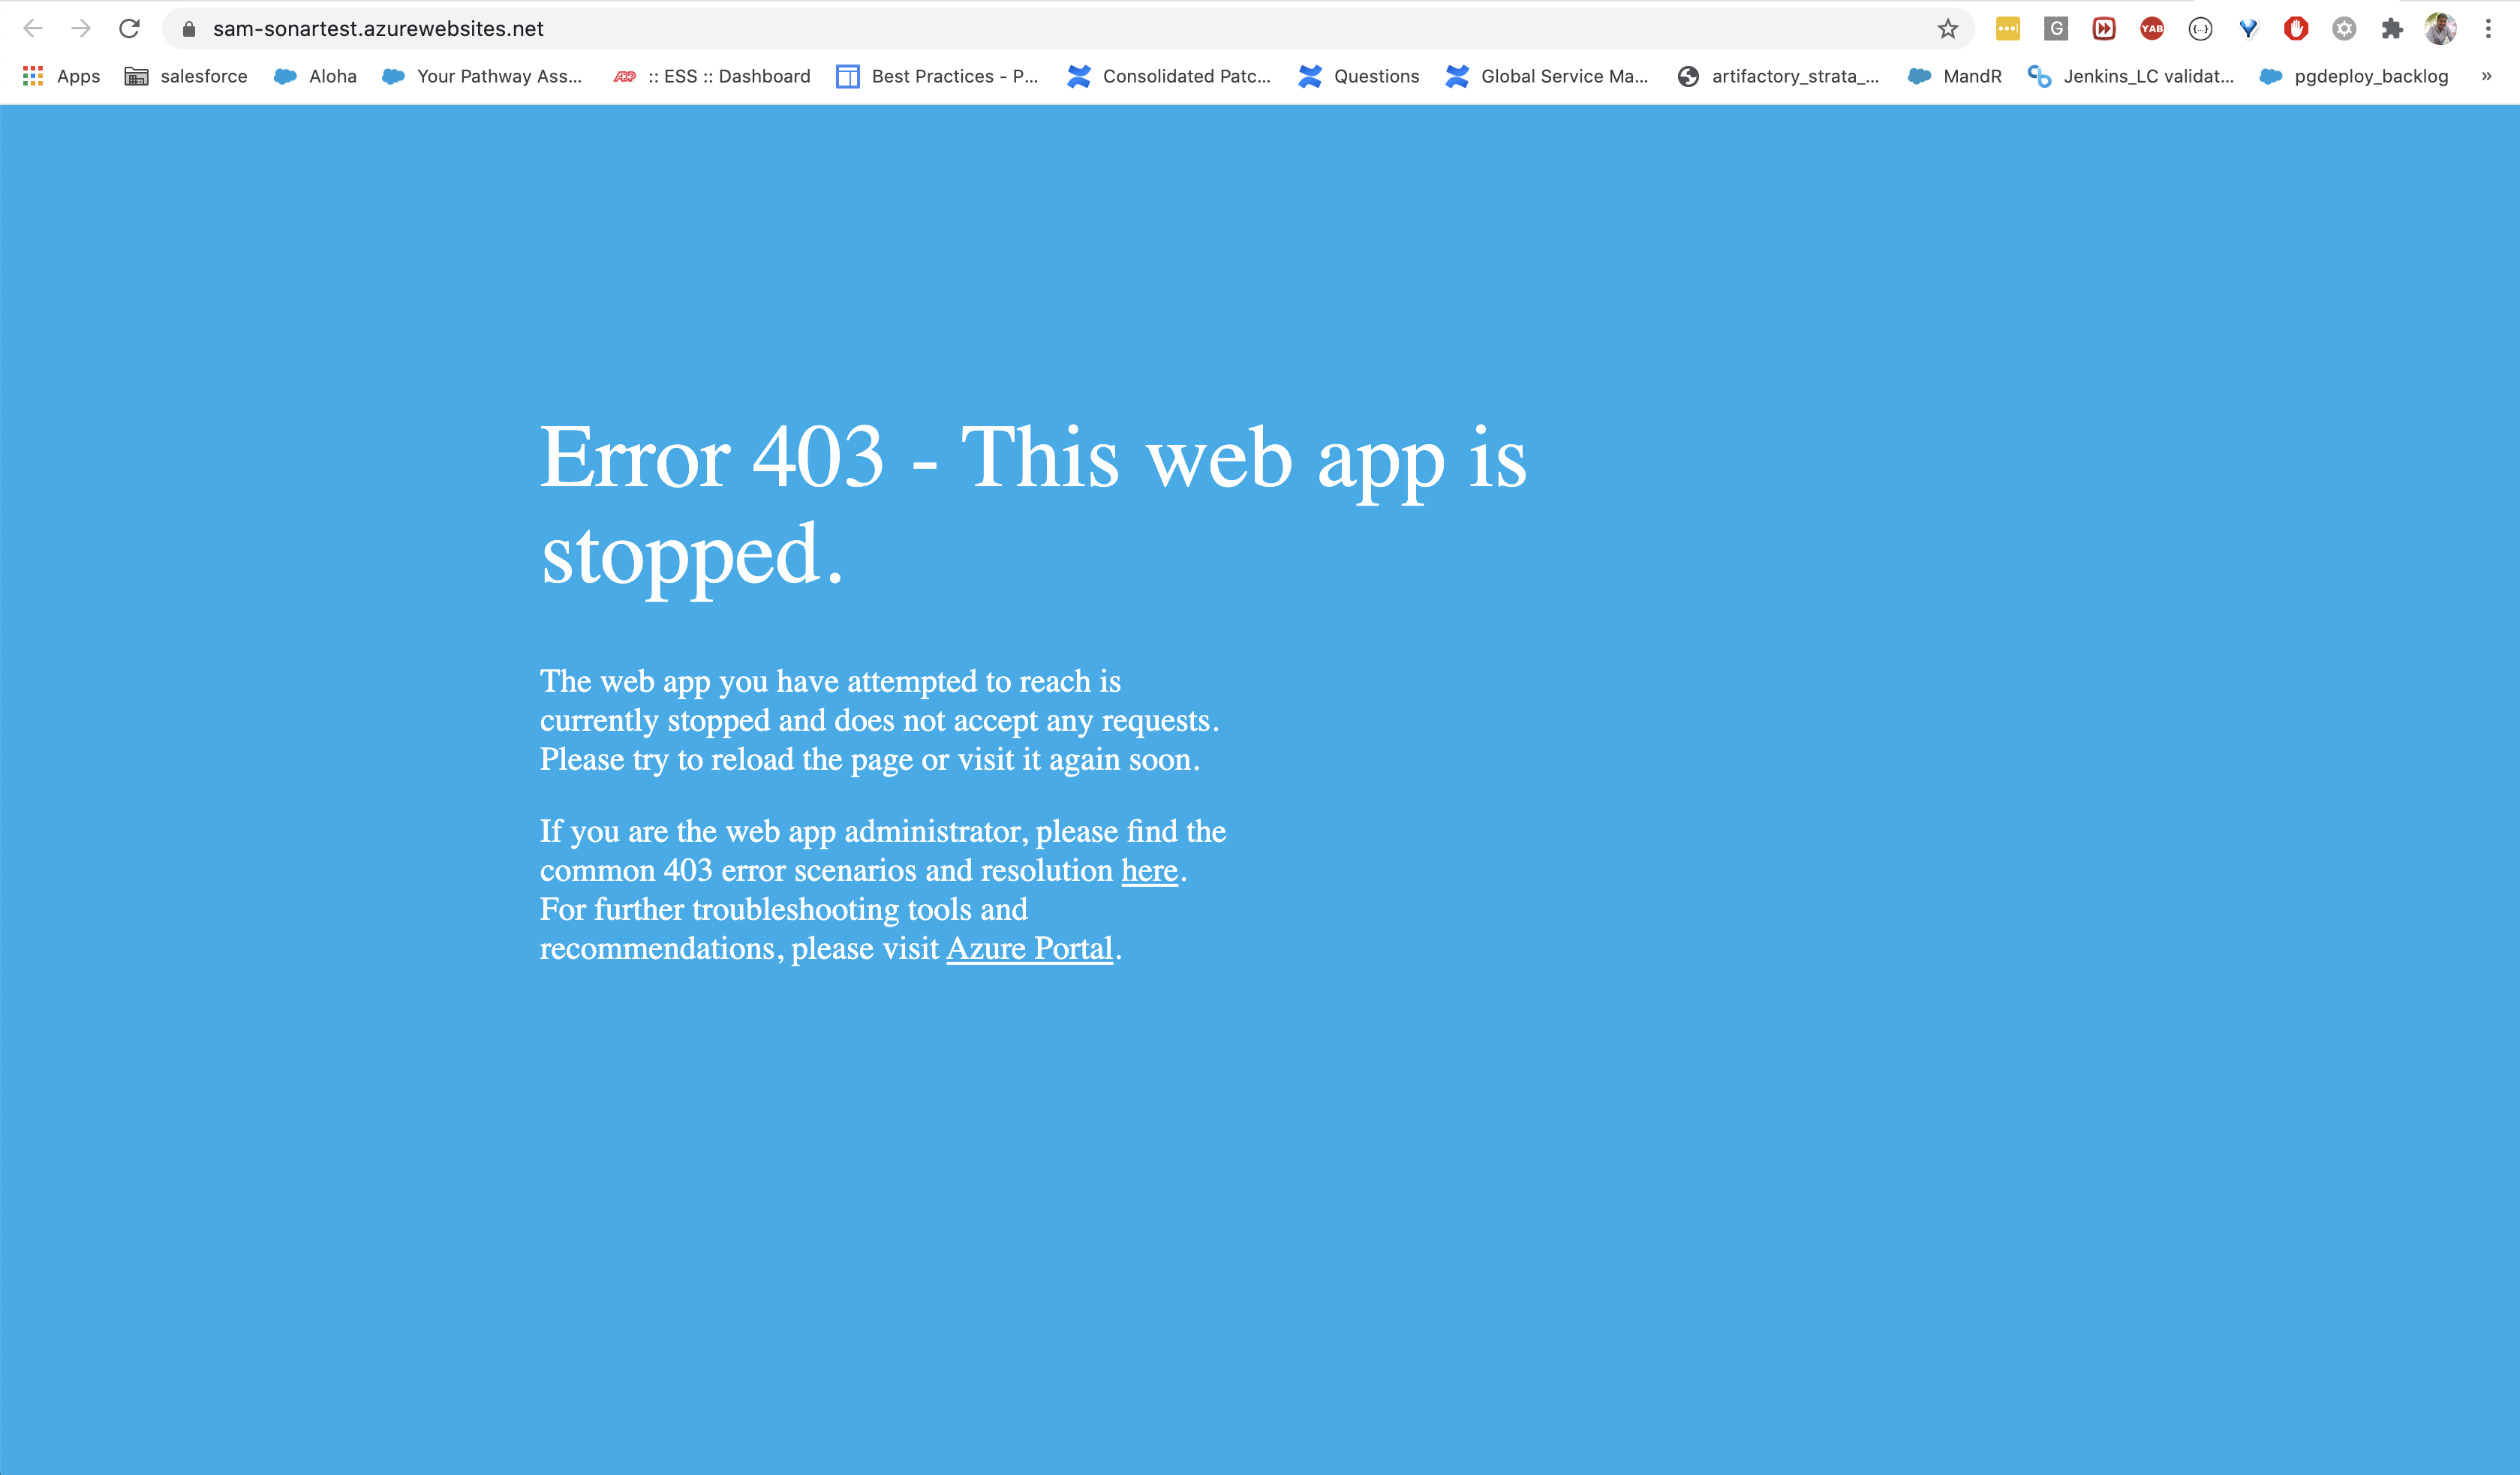 sam-sonartest.azurewebsites.net
G
YAB
{...}
Apps salesforce Aloha Your Pathway Ass... ADP :: ESS :: Dashboard Best Practices - P... Consolidated Patc... Questions Global Service Ma... artifactory_strata_... MandR Jenkins_LC validat... pgdeploy_backlog »
Error 403 - This web app is
stopped.
The web app you have attempted to reach is
currently stopped and does not accept any requests.
Please try to reload the page or visit it again soon.
If you are the web app administrator, please find the
common 403 error scenarios and resolution here.
For further troubleshooting tools and
recommendations, please visit Azure Portal.